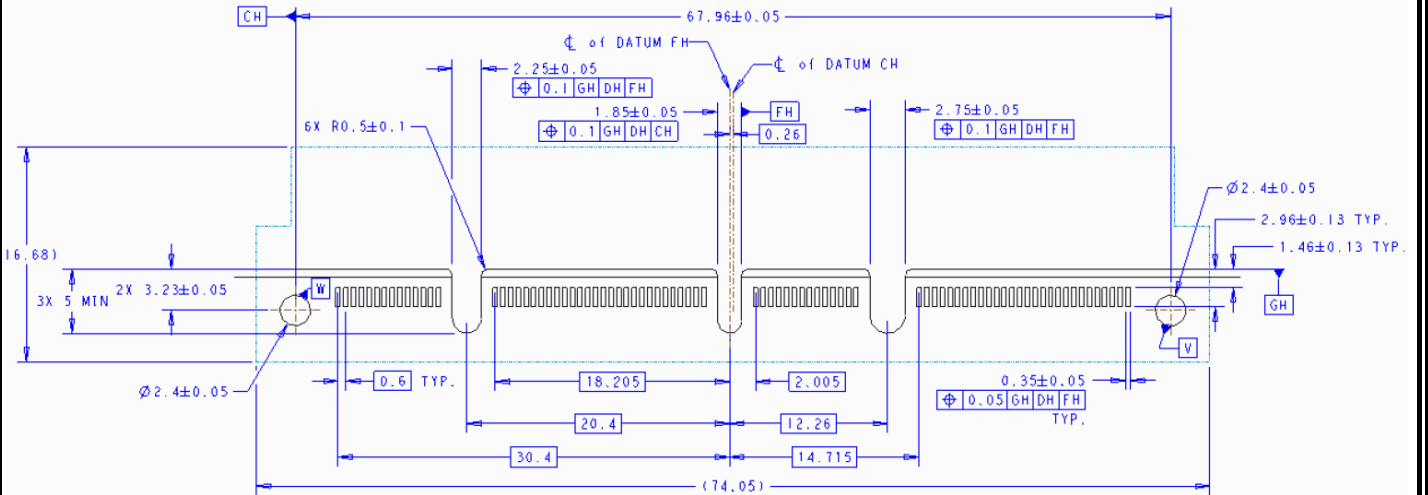 CH
67.96±0.05
℄ of DATUM FH
℄ of DATUM CH
2.25±0.05
⌖ 0.1 GH DH FH
1.85±0.05
FH
2.75±0.05
⌖ 0.1 GH DH CH
0.26
⌖ 0.1 GH DH FH
6X R0.5±0.1
Ø2.4±0.05
2.96±0.13 TYP.
1.46±0.13 TYP.
16.68)
2X 3.23±0.05
W
3X 5 MIN
GH
V
Ø2.4±0.05
0.6 TYP.
18.205
2.005
0.35±0.05
⌖ 0.05 GH DH FH
TYP.
20.4
12.26
30.4
14.715
(74.05)